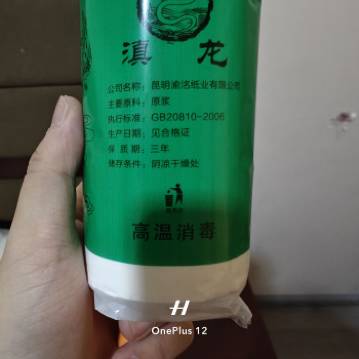 滇龙
公司名称：昆明渝洺纸业有限公司
主要原料：原浆
执行标准：GB20810-2006
生产日期：见合格证
保 质 期：三年
储存条件：阴凉干燥处
高温消毒
H
OnePlus 12